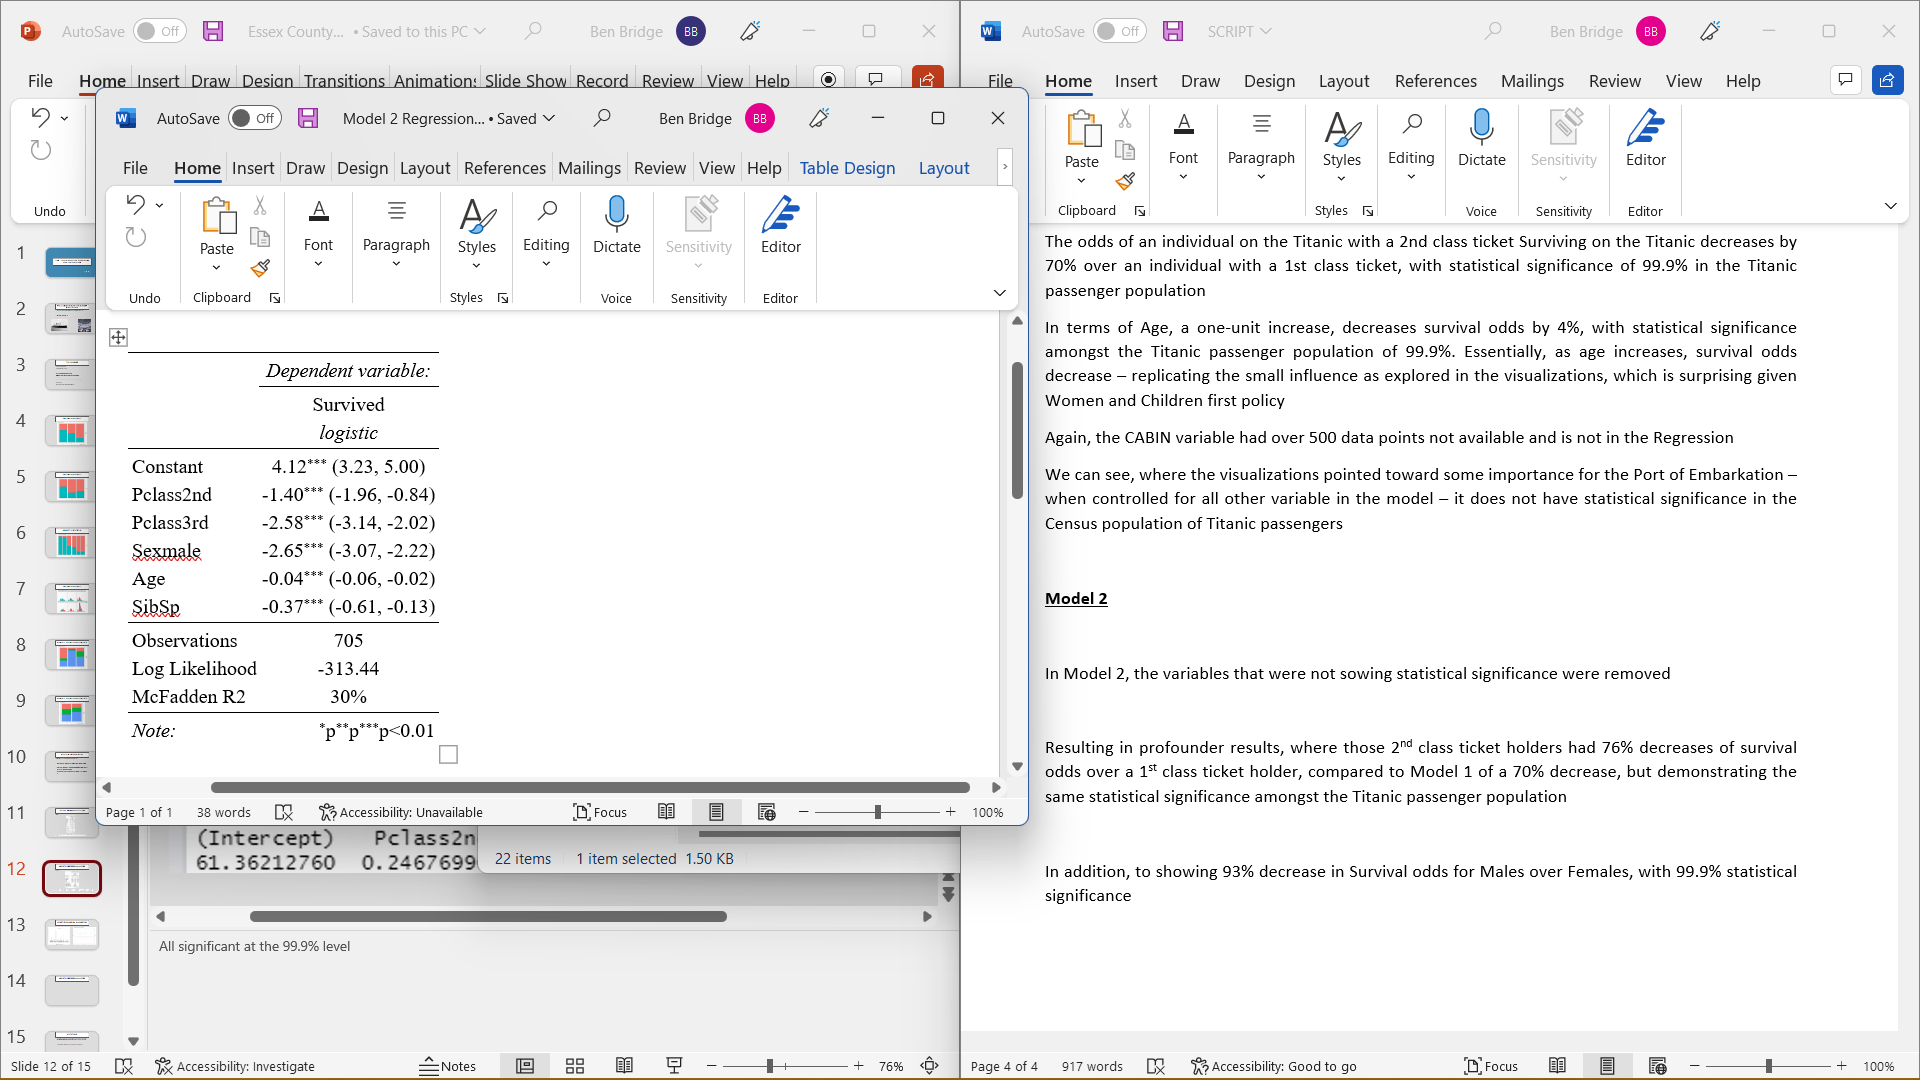 AutoSave Off Essex County... • Saved to this PC Ben Bridge BB
File Home Insert Draw Design Transitions Animations Slide Show Record Review View Help
Undo
1
2
3
4
5
6
7
8
9
10
11
12
13
14
15
AutoSave Off Model 2 Regression... • Saved Ben Bridge BB
File Home Insert Draw Design Layout References Mailings Review View Help Table Design Layout
Paste Font Paragraph Styles Editing Dictate Sensitivity Editor
Undo Clipboard Styles Voice Sensitivity Editor
Dependent variable:
Survived
logistic
Constant 4.12*** (3.23, 5.00)
Pclass2nd -1.40*** (-1.96, -0.84)
Pclass3rd -2.58*** (-3.14, -2.02)
Sexmale -2.65*** (-3.07, -2.22)
Age -0.04*** (-0.06, -0.02)
SibSp -0.37*** (-0.61, -0.13)
Observations 705
Log Likelihood -313.44
McFadden R2 30%
Note: *p**p***p<0.01
Page 1 of 1 38 words Accessibility: Unavailable Focus 100%
(Intercept) Pclass2n
61.36212760 0.2467699
22 items 1 item selected 1.50 KB
All significant at the 99.9% level
Slide 12 of 15 Accessibility: Investigate Notes 76%
AutoSave Off SCRIPT Ben Bridge BB
File Home Insert Draw Design Layout References Mailings Review View Help
Paste Font Paragraph Styles Editing Dictate Sensitivity Editor
Clipboard Styles Voice Sensitivity Editor
The odds of an individual on the Titanic with a 2nd class ticket Surviving on the Titanic decreases by
70% over an individual with a 1st class ticket, with statistical significance of 99.9% in the Titanic
passenger population
In terms of Age, a one-unit increase, decreases survival odds by 4%, with statistical significance
amongst the Titanic passenger population of 99.9%. Essentially, as age increases, survival odds
decrease – replicating the small influence as explored in the visualizations, which is surprising given
Women and Children first policy
Again, the CABIN variable had over 500 data points not available and is not in the Regression
We can see, where the visualizations pointed toward some importance for the Port of Embarkation –
when controlled for all other variable in the model – it does not have statistical significance in the
Census population of Titanic passengers
Model 2
In Model 2, the variables that were not sowing statistical significance were removed
Resulting in profounder results, where those 2nd class ticket holders had 76% decreases of survival
odds over a 1st class ticket holder, compared to Model 1 of a 70% decrease, but demonstrating the
same statistical significance amongst the Titanic passenger population
In addition, to showing 93% decrease in Survival odds for Males over Females, with 99.9% statistical
significance
Page 4 of 4 917 words Accessibility: Good to go Focus 100%